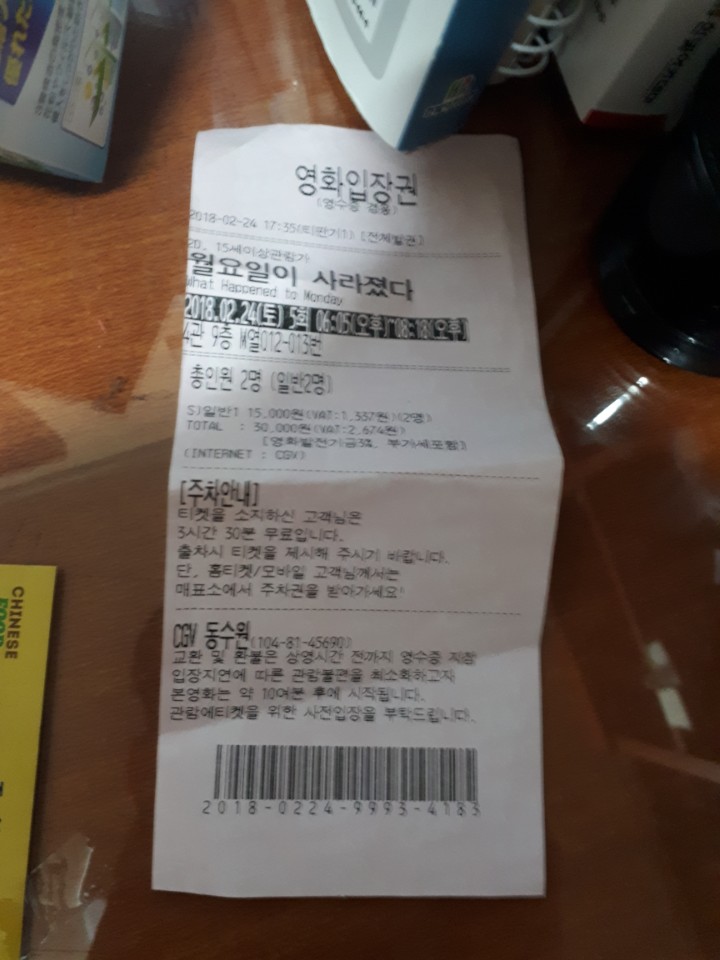 영화입장권
(영수증 겸용)
2018-02-24 17:35(티판기1) [전체발권]
2D, 15세이상관람가
월요일이 사라졌다
What Happened to Monday
2018.02.24(토) 5회 06:05(오후)~08:18(오후)
4관 9층 M열012-013번
총인원 2명 (일반2명)
S)일반1 15,000원(VAT:1,337원)(2명)
TOTAL : 30,000원(VAT:2,674원)
[영화발전기금3%, 부가세포함)
(INTERNET : CGV)
[주차안내]
티켓을 소지하신 고객님은
3시간 30분 무료입니다.
출차시 티켓을 제시해 주시기 바랍니다.
단, 홈티켓/모바일 고객님께서는
매표소에서 주차권을 받아가세요!
CGV 동수원(104-81-45690)
교환 및 환불은 상영시간 전까지 영수증 지참
입장지연에 따른 관람불편을 최소화하고자
본영화는 약 10여분 후에 시작됩니다.
관람에티켓을 위한 사전입장을 부탁드립니다.
2018-0224-9993-4183
CHINESE
FOOD